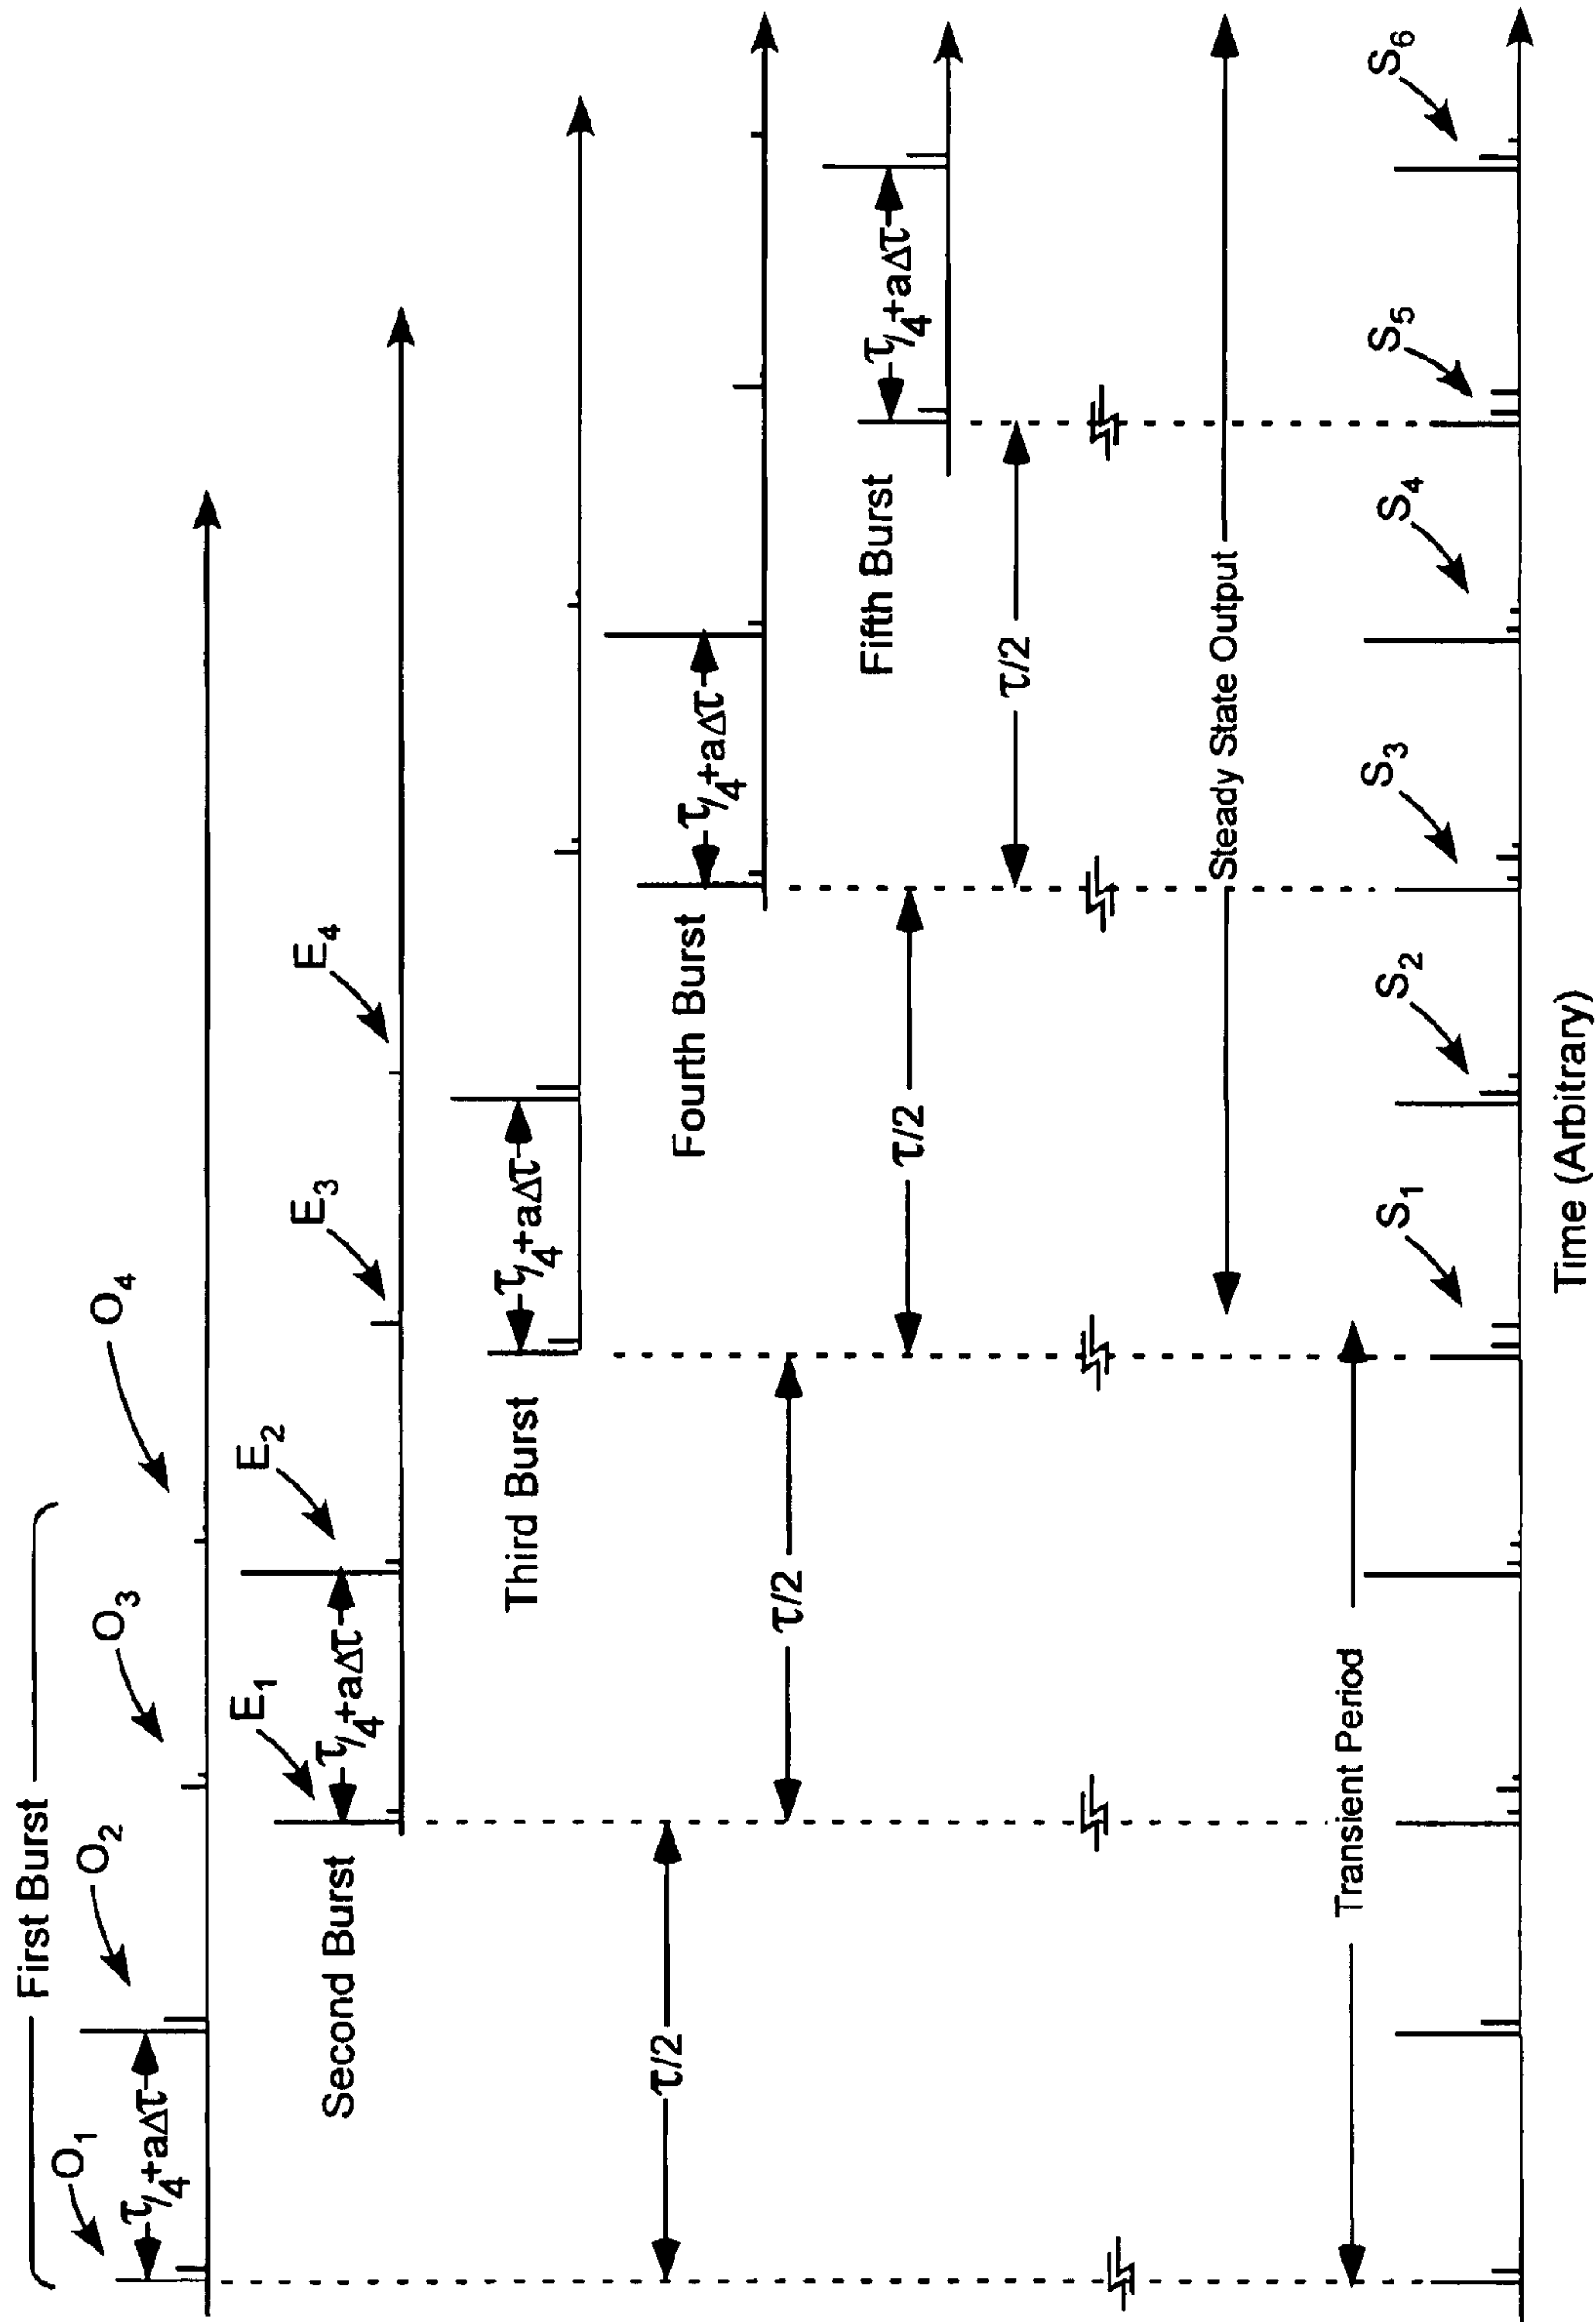 First Burst
O₁
O₂
O₃
O₄
τ/4+aΔτ
Second Burst
E₁
E₂
E₃
E₄
τ/4+aΔτ
Third Burst
τ/4+aΔτ
Fourth Burst
τ/4+aΔτ
Fifth Burst
τ/4+aΔτ
τ/2
τ/2
τ/2
τ/2
Steady State Output
Transient Period
S₁
S₂
S₃
S₄
S₅
S₆
Time (Arbitrary)